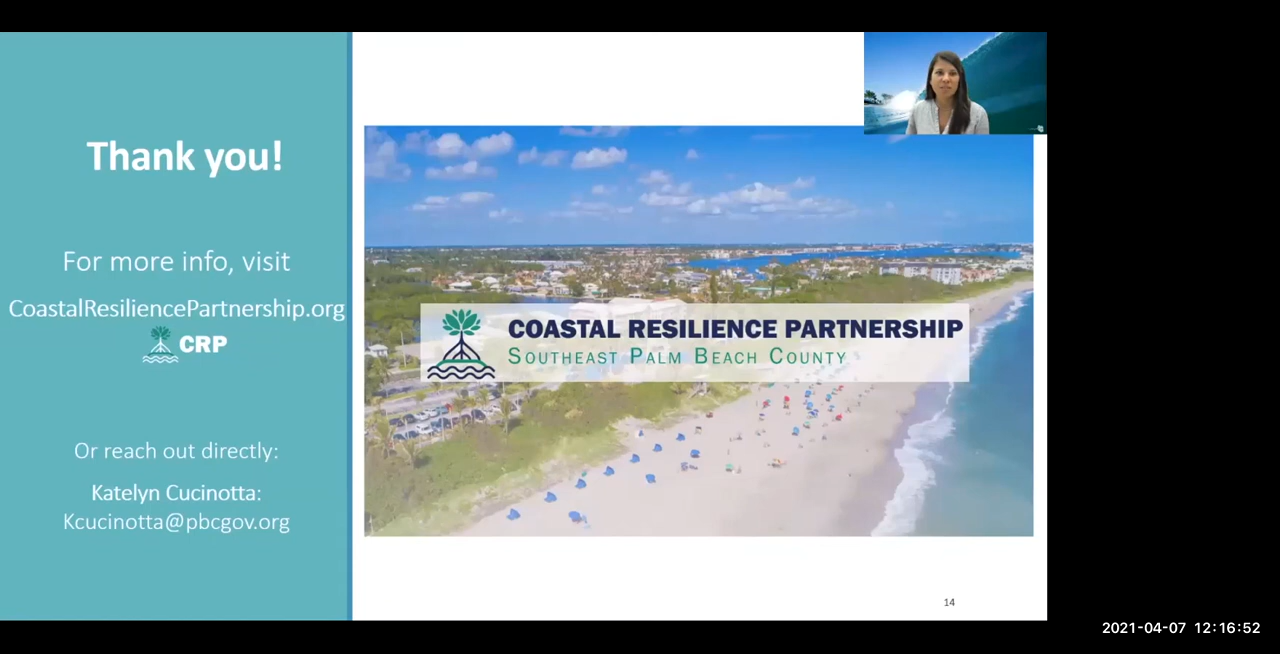 Thank you!
For more info, visit
CoastalResiliencePartnership.org
CRP
Or reach out directly:
Katelyn Cucinotta:
Kcucinotta@pbcgov.org
COASTAL RESILIENCE PARTNERSHIP
SOUTHEAST PALM BEACH COUNTY
14
2021-04-07 12:16:52